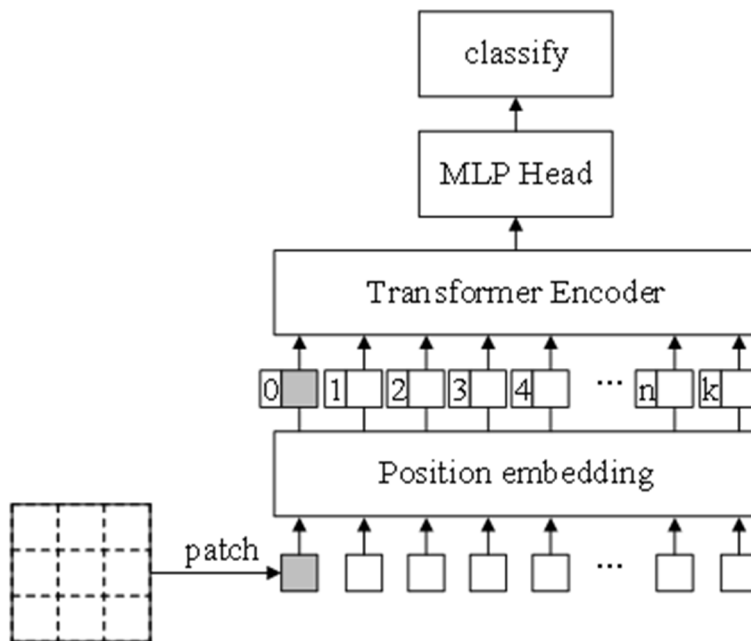 classify
MLP Head
Transformer Encoder
0 1 2 3 4 ... n k
Position embedding
patch
...